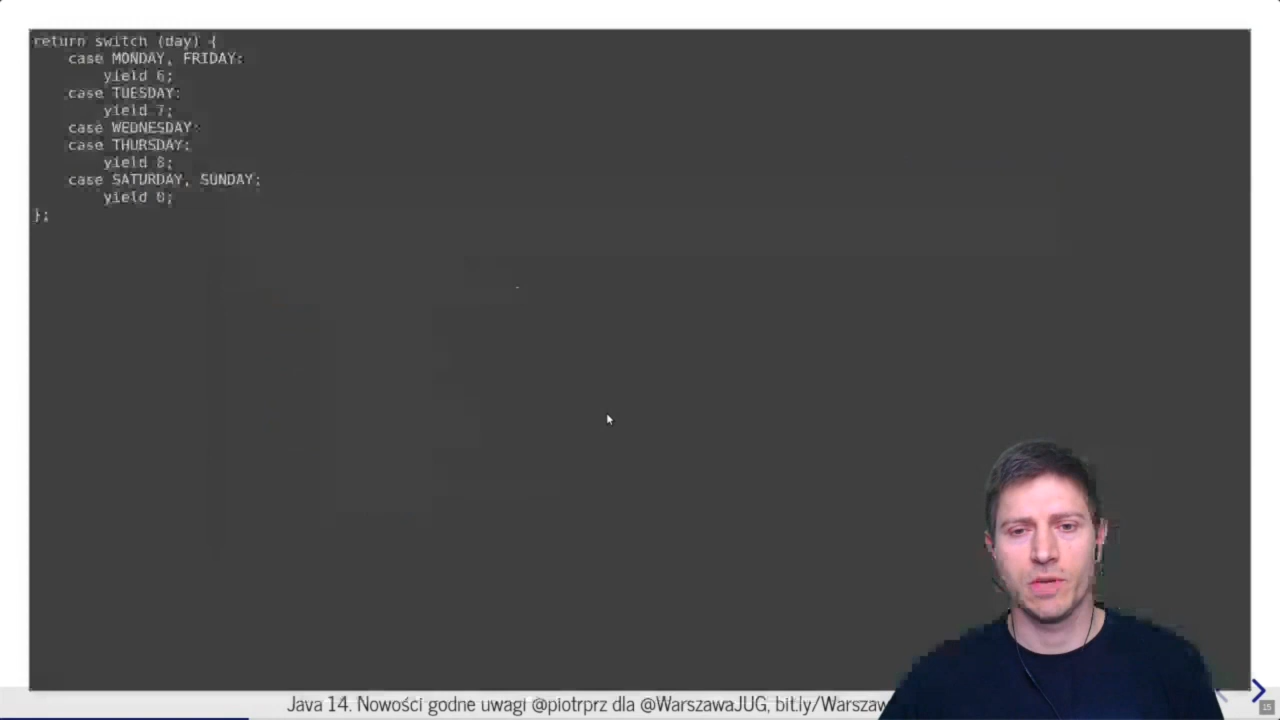 return switch (day) {
case MONDAY, FRIDAY:
yield 6;
case TUESDAY:
yield 7;
case WEDNESDAY:
case THURSDAY:
yield 8;
case SATURDAY, SUNDAY:
yield 0;
};
Java 14. Nowości godne uwagi @piotrprz dla @WarszawaJUG, bit.ly/Warszaw
15